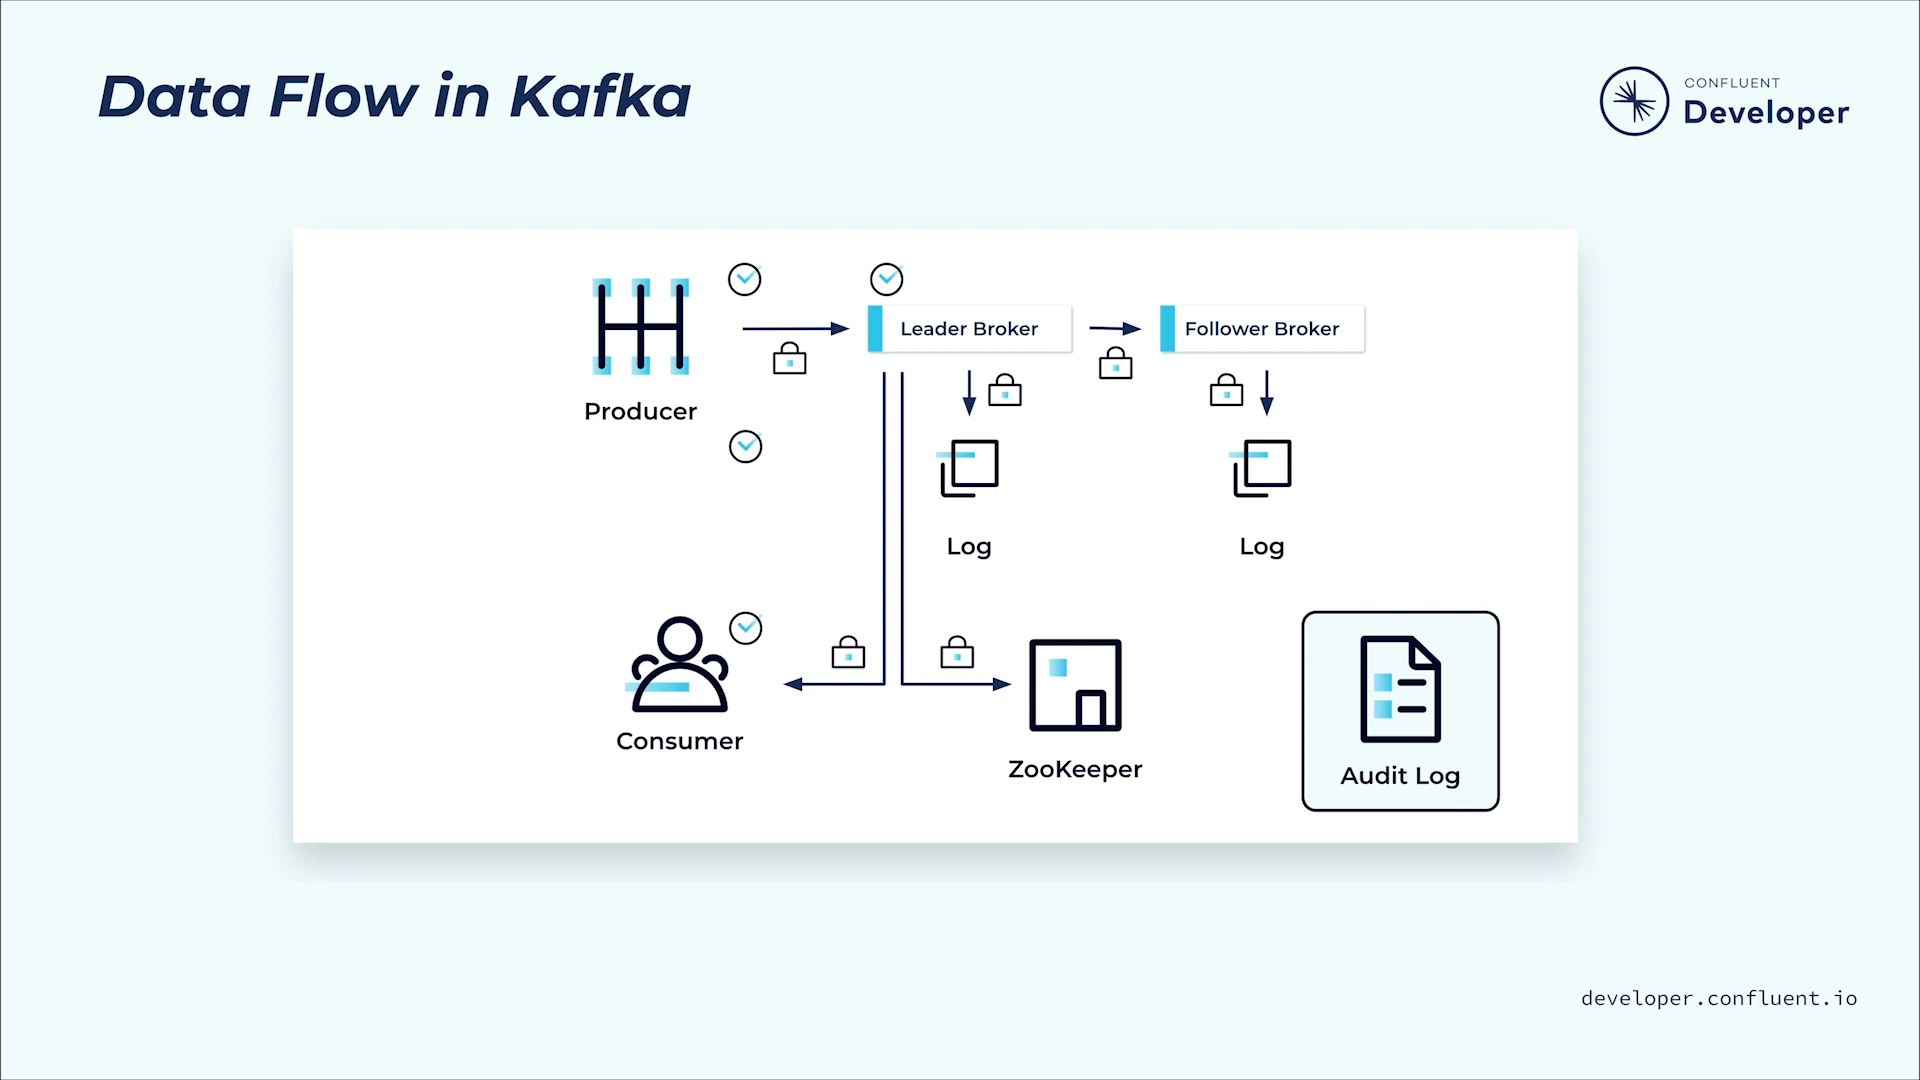 Data Flow in Kafka
CONFLUENT
Developer
Leader Broker
Follower Broker
Producer
Log
Log
Consumer
ZooKeeper
Audit Log
developer.confluent.io